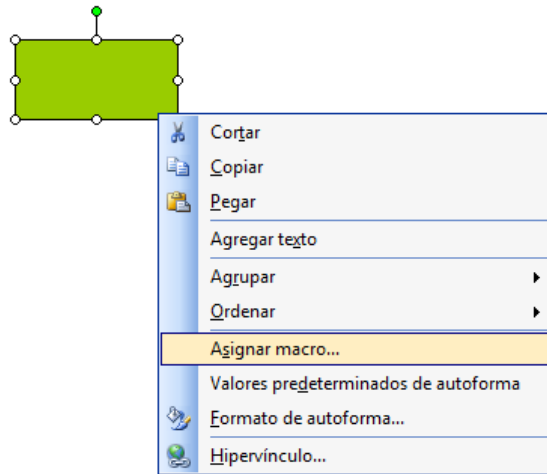 Cortar
Copiar
Pegar
Agregar texto
Agrupar
Ordenar
Asignar macro...
Valores predeterminados de autoforma
Formato de autoforma...
Hipervínculo...